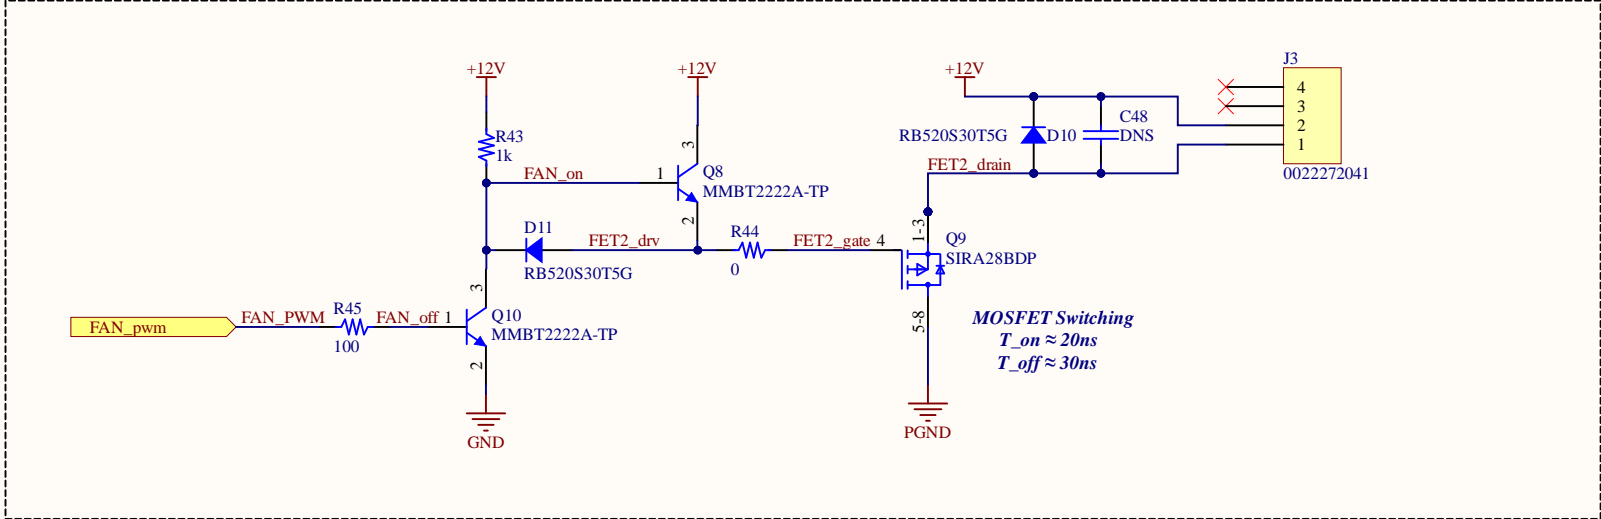 J3
+12V
+12V
+12V
4
3
2
1
0022272041
R43
1k
3
C48
DNS
RB520S30T5G
D10
FAN_on
1
Q8
MMBT2222A-TP
FET2_drain
2
D11
FET2_drv
R44
FET2_gate
4
1-3
Q9
SIRA28BDP
RB520S30T5G
0
3
FAN_pwm
FAN_PWM
R45
FAN_off
1
100
Q10
MMBT2222A-TP
5-8
MOSFET Switching
T_on ≈ 20ns
T_off ≈ 30ns
2
GND
PGND